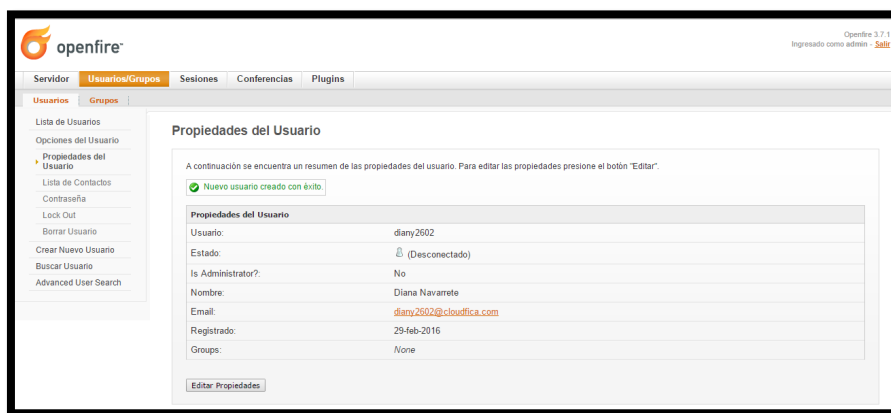 openfire™
Openfire 3.7.1
Ingresado como admin - Salir
Servidor Usuarios/Grupos Sesiones Conferencias Plugins
Usuarios Grupos
Lista de Usuarios
Opciones del Usuario
Propiedades del
Usuario
Lista de Contactos
Contraseña
Lock Out
Borrar Usuario
Crear Nuevo Usuario
Buscar Usuario
Advanced User Search
Propiedades del Usuario
A continuación se encuentra un resumen de las propiedades del usuario. Para editar las propiedades presione el botón "Editar".
Nuevo usuario creado con éxito.
Propiedades del Usuario
Usuario: diany2602
Estado: (Desconectado)
Is Administrator?: No
Nombre: Diana Navarrete
Email: diany2602@cloudfica.com
Registrado: 29-feb-2016
Groups: None
Editar Propiedades